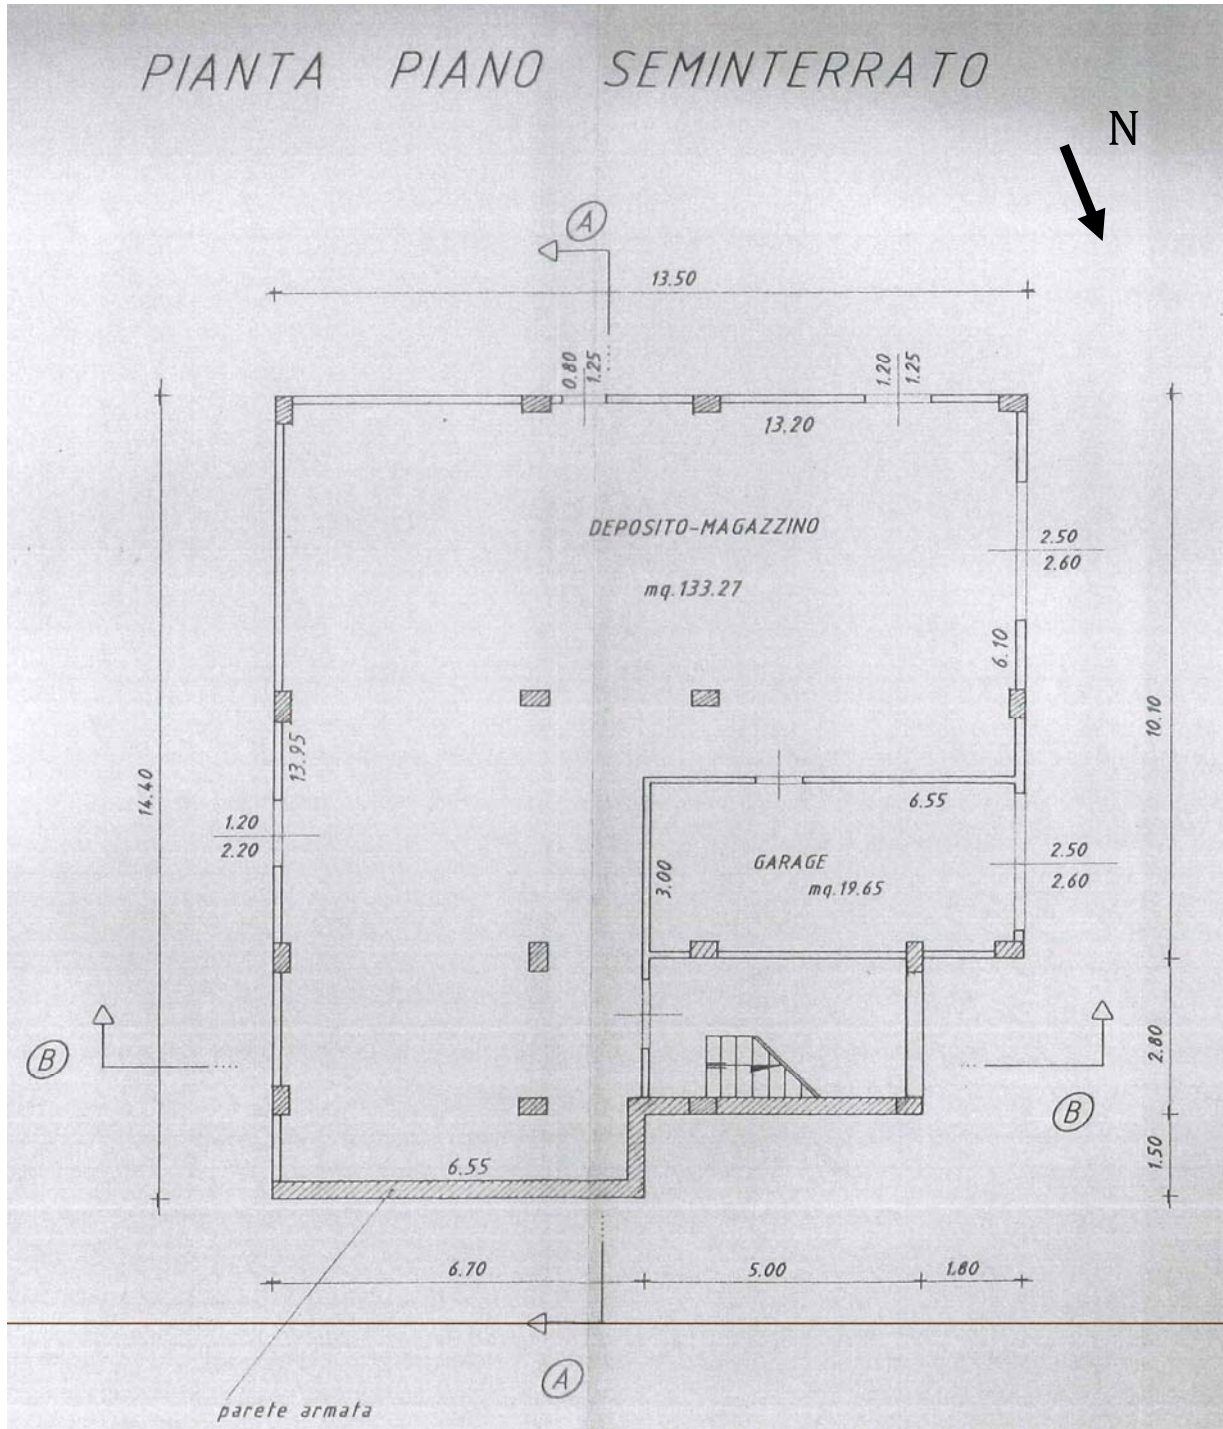 PIANTA PIANO SEMINTERRATO
N
A
13.50
0.80
1.25
1.20
1.25
13.20
DEPOSITO-MAGAZZINO
mq.133.27
2.50
2.60
6.10
10.10
13.95
14.40
1.20
2.20
6.55
GARAGE
mq.19.65
3.00
2.50
2.60
B
2.80
B
1.50
6.55
6.70
5.00
1.80
A
parete armata